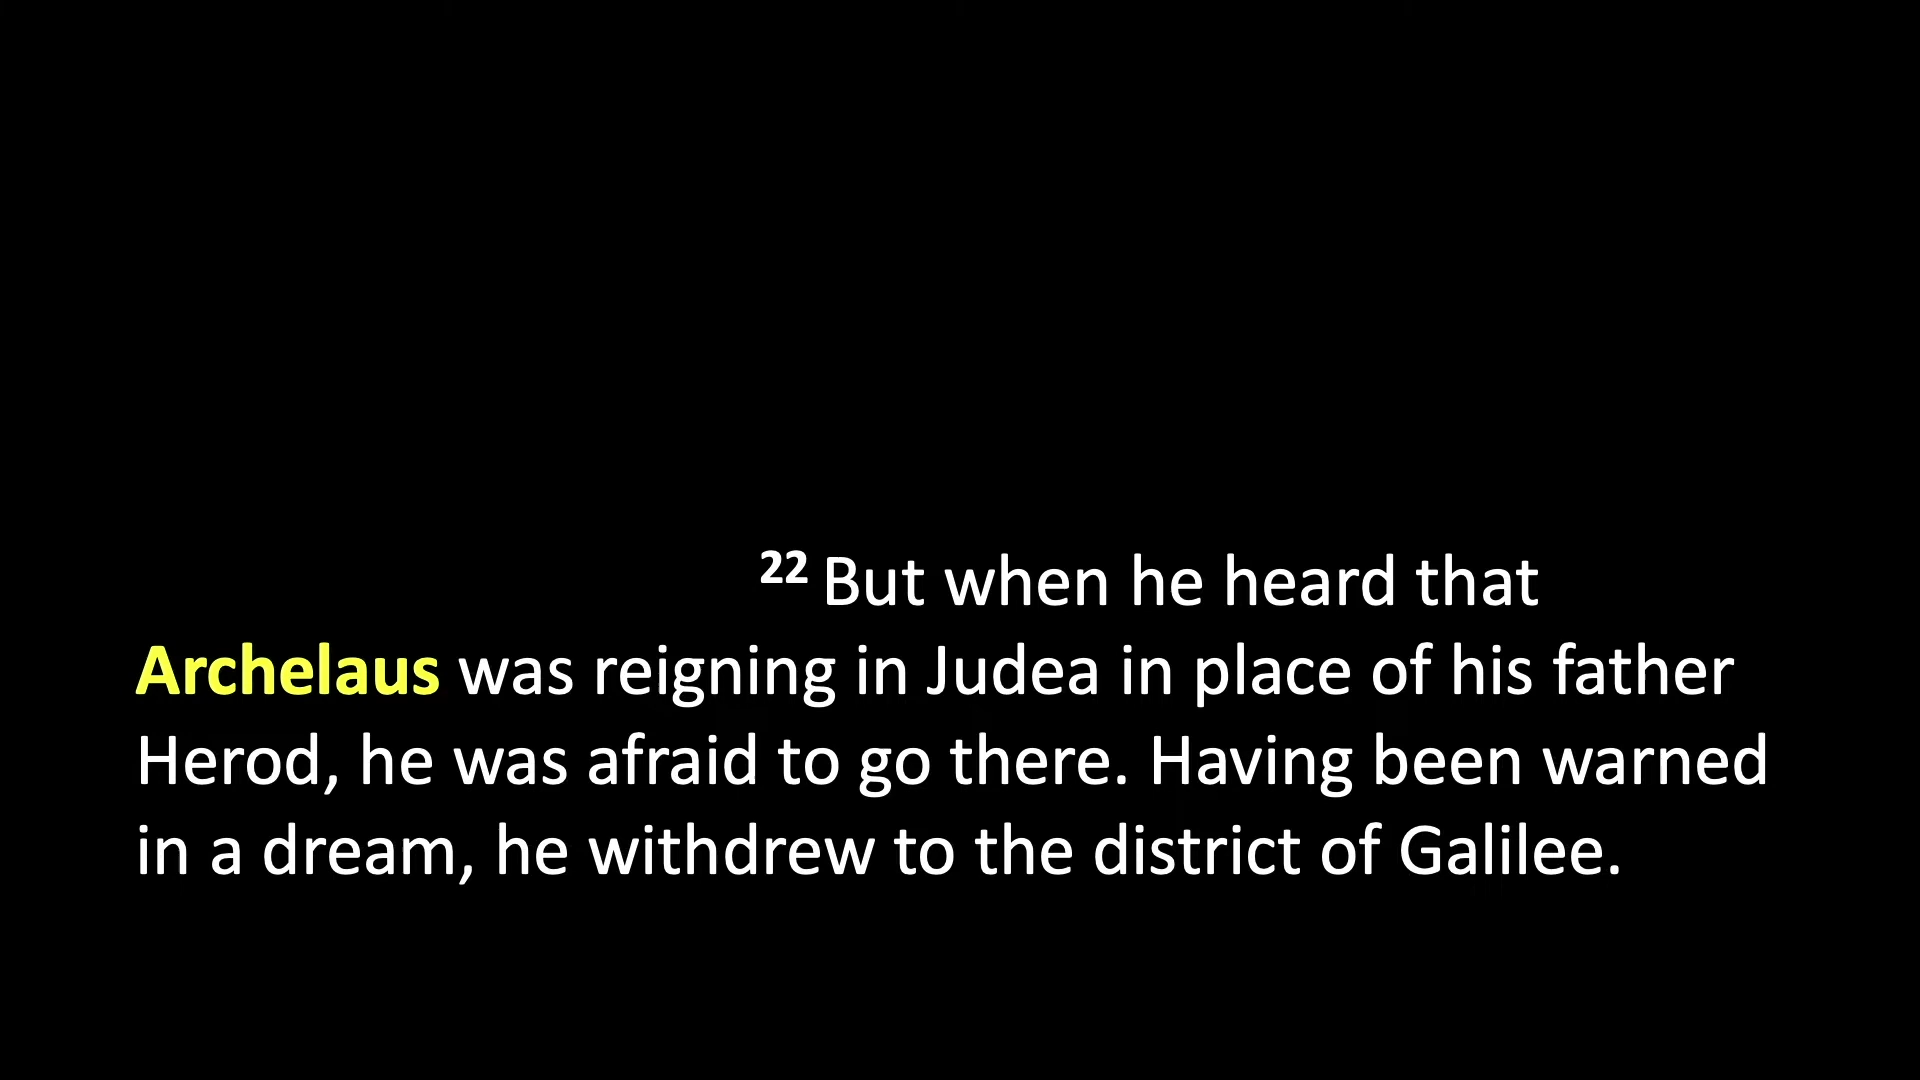 22 But when he heard that
Archelaus was reigning in Judea in place of his father
Herod, he was afraid to go there. Having been warned
in a dream, he withdrew to the district of Galilee.